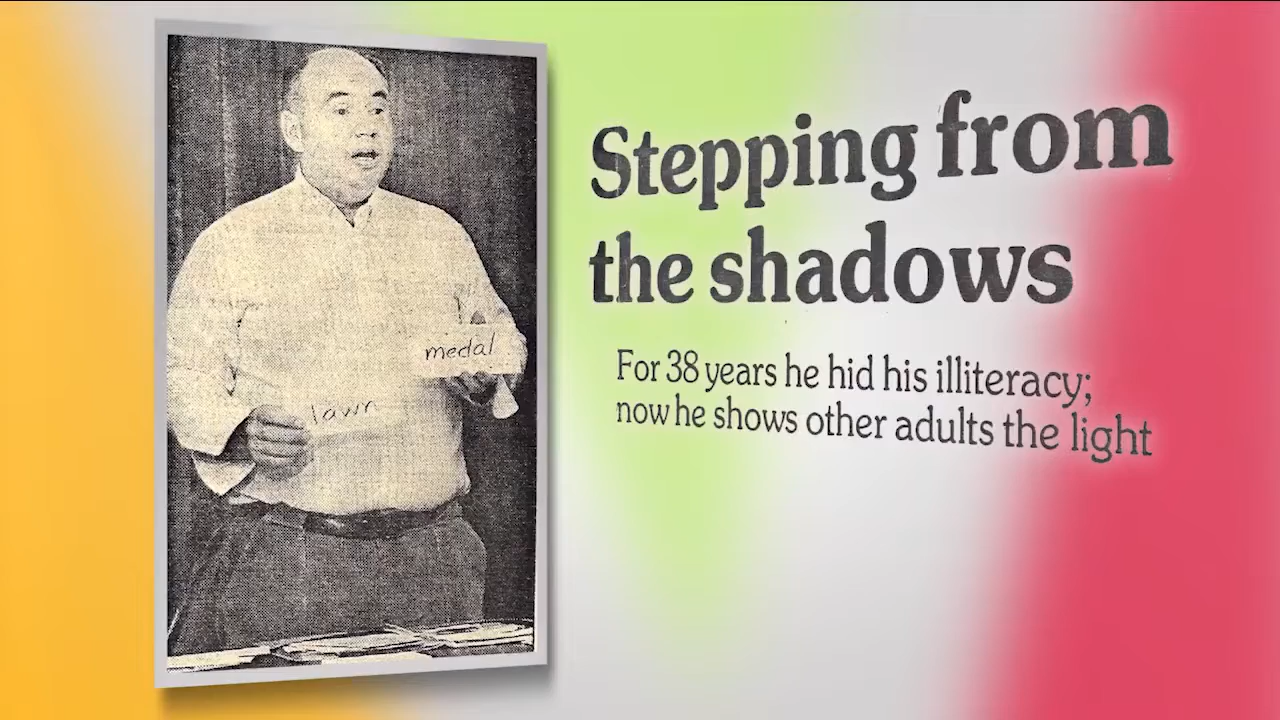 Stepping from
the shadows
For 38 years he hid his illiteracy;
now he shows other adults the light
medal
lawn